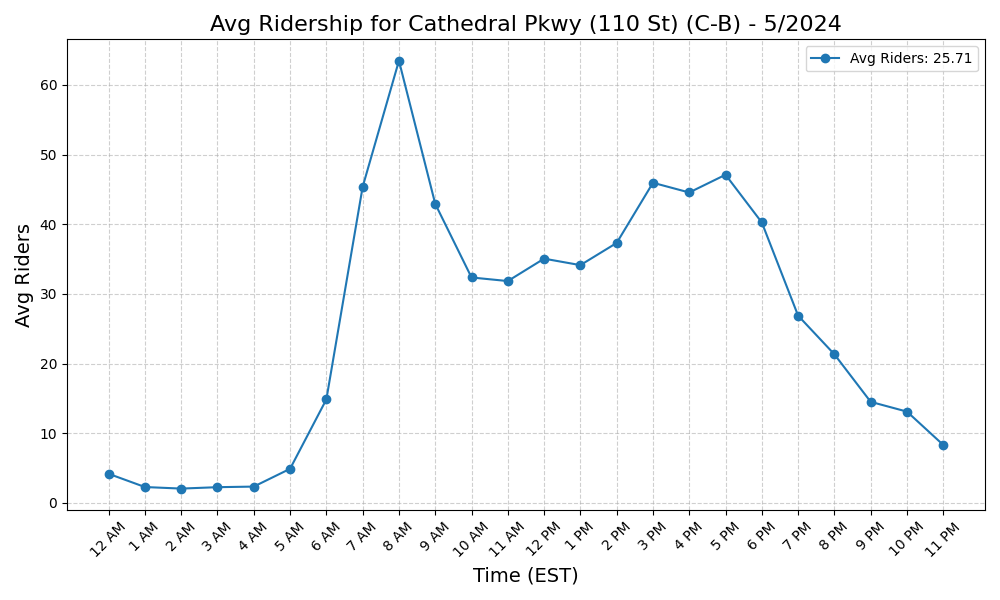 Avg Ridership for Cathedral Pkwy (110 St) (C-B) - 5/2024
Avg Riders: 25.71
Avg Riders
60
50
40
30
20
10
0
12 AM
1 AM
2 AM
3 AM
4 AM
5 AM
6 AM
7 AM
8 AM
9 AM
10 AM
11 AM
12 PM
1 PM
2 PM
3 PM
4 PM
5 PM
6 PM
7 PM
8 PM
9 PM
10 PM
11 PM
Time (EST)